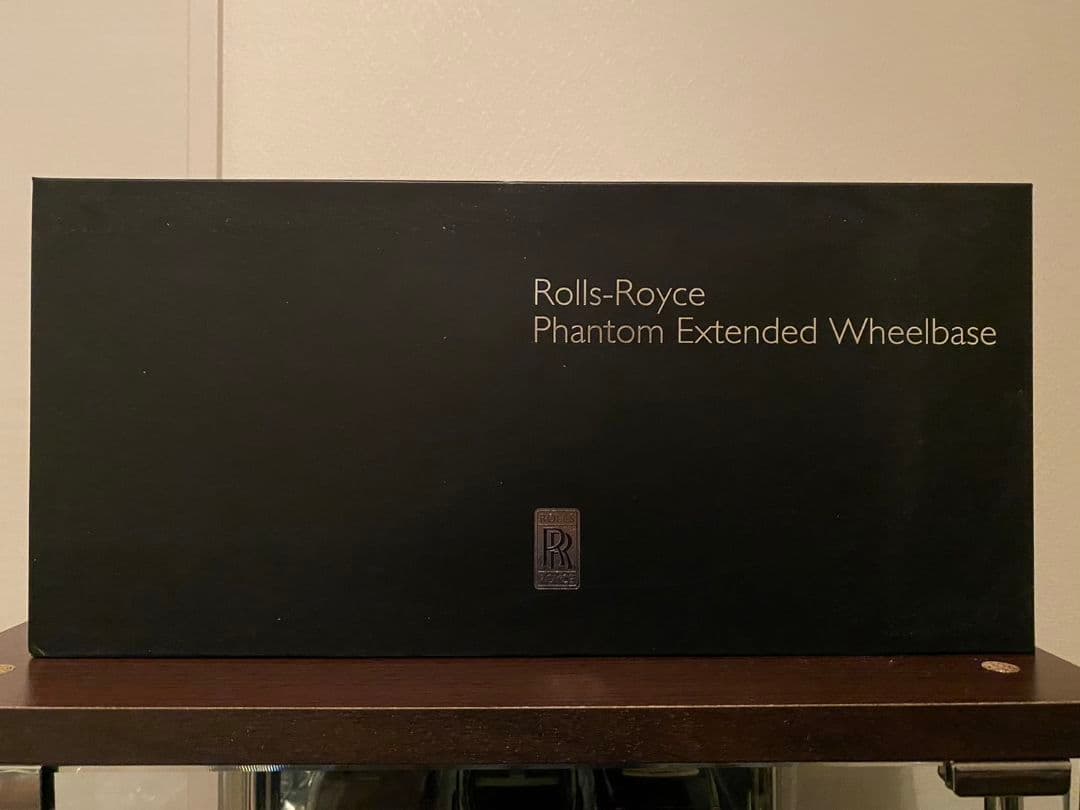 Rolls-Royce
Phantom Extended Wheelbase
ROLLS
RR
ROYCE